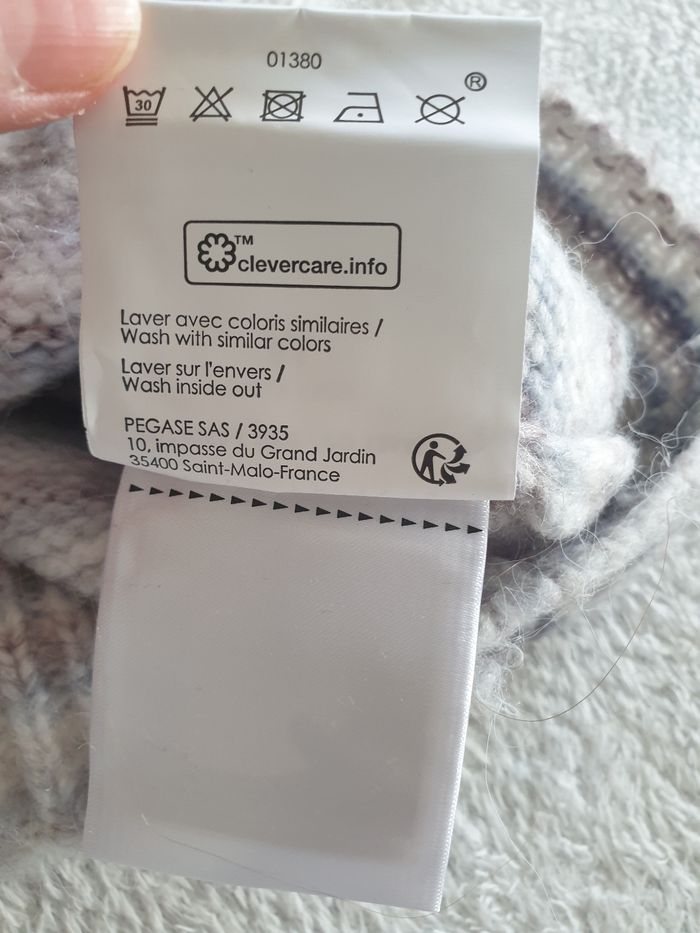 01380
®
30
TM
clevercare.info
Laver avec coloris similaires /
Wash with similar colors
Laver sur l'envers /
Wash inside out
PEGASE SAS / 3935
10, impasse du Grand Jardin
35400 Saint-Malo-France